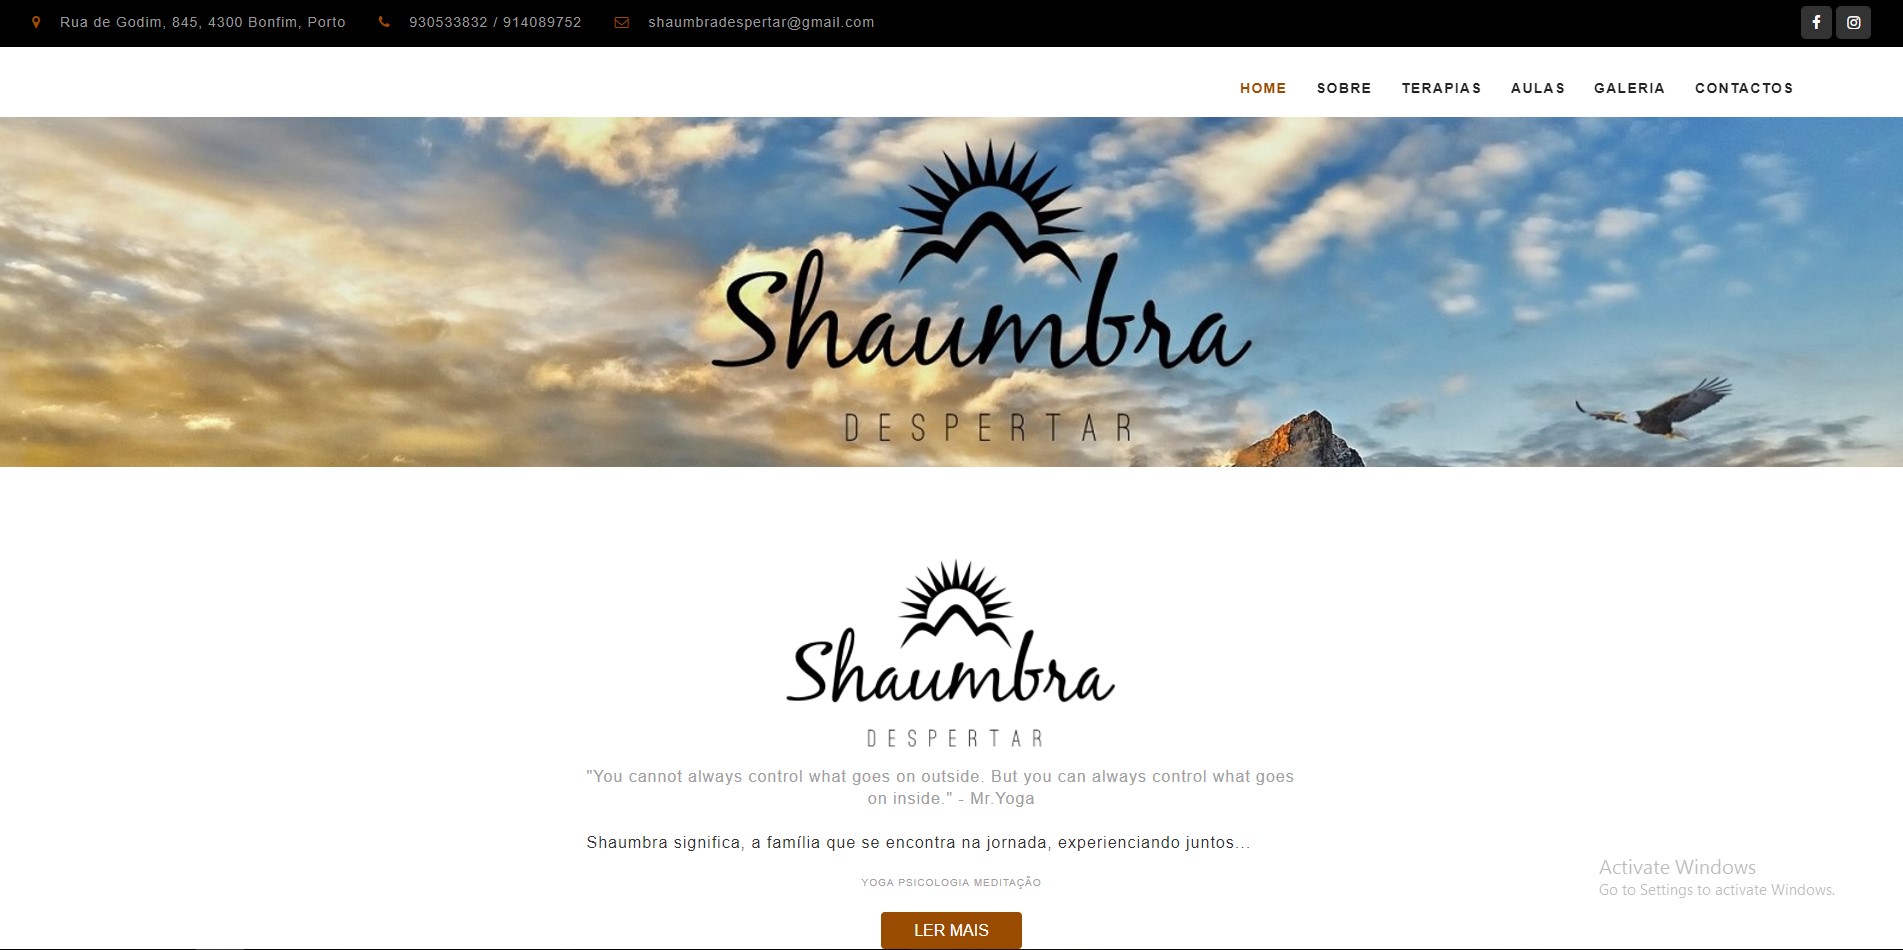 Rua de Godim, 845, 4300 Bonfim, Porto 930533832 / 914089752 shaumbradespertar@gmail.com
HOME SOBRE TERAPIAS AULAS GALERIA CONTACTOS
Shaumbra
DESPERTAR
Shaumbra
DESPERTAR
"You cannot always control what goes on outside. But you can always control what goes
on inside." - Mr.Yoga
Shaumbra significa, a família que se encontra na jornada, experienciando juntos...
YOGA PSICOLOGIA MEDITAÇÃO
LER MAIS
Activate Windows
Go to Settings to activate Windows.